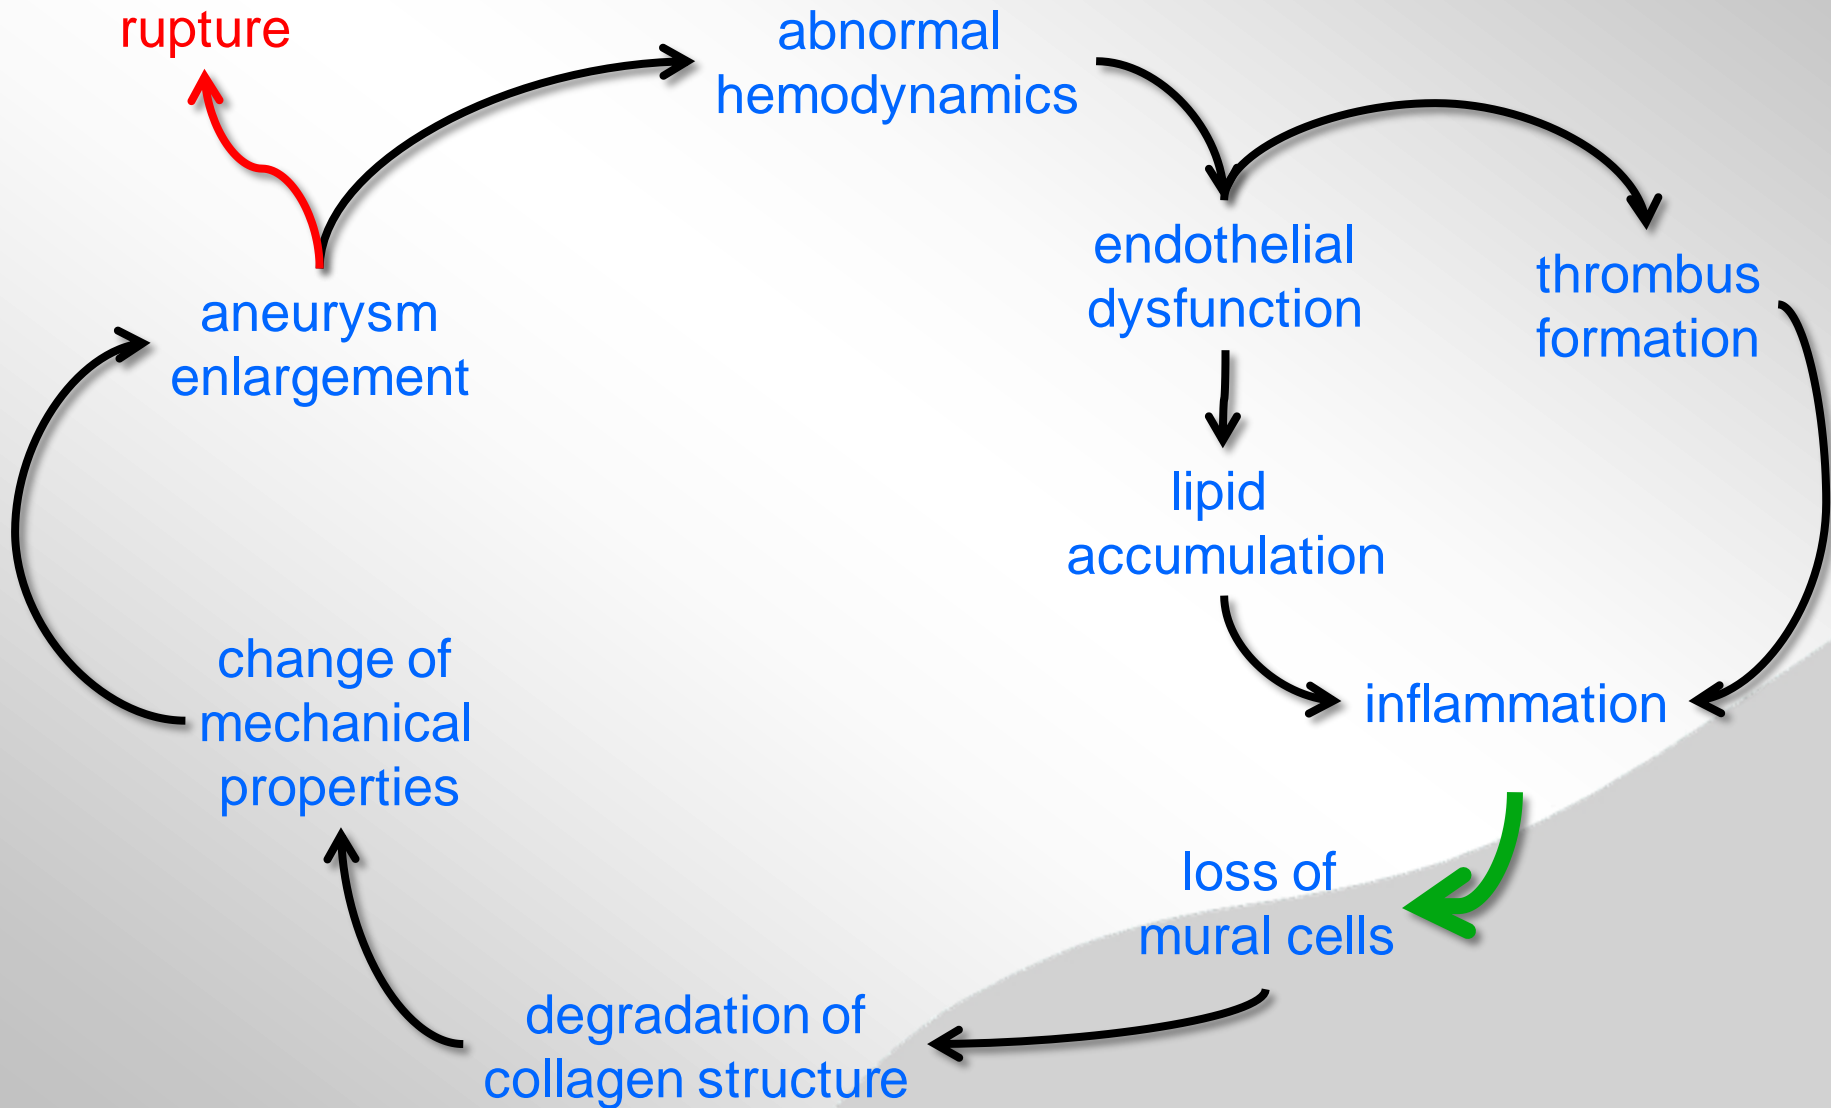 rupture
abnormal
hemodynamics
endothelial
dysfunction
thrombus
formation
aneurysm
enlargement
lipid
accumulation
change of
mechanical
properties
inflammation
loss of
mural cells
degradation of
collagen structure